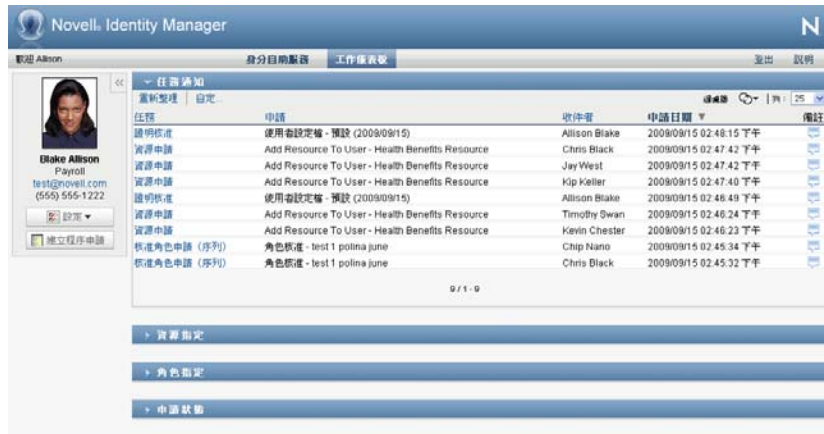 Novell® Identity Manager
N
歡迎 Allison
身分自助服務 工作儀表板
登出 說明
任務通知
重新整理 自定...
過濾器 列: 25
任務 申請 收件者 申請日期 備註
證明核准 使用者設定檔 - 預設 (2009/09/15) Allison Blake 2009/09/15 02:48:15 下午
資源申請 Add Resource To User - Health Benefits Resource Chris Black 2009/09/15 02:47:42 下午
資源申請 Add Resource To User - Health Benefits Resource Jay West 2009/09/15 02:47:42 下午
資源申請 Add Resource To User - Health Benefits Resource Kip Keller 2009/09/15 02:47:40 下午
證明核准 使用者設定檔 - 預設 (2009/09/15) Allison Blake 2009/09/15 02:46:49 下午
資源申請 Add Resource To User - Health Benefits Resource Timothy Swan 2009/09/15 02:46:24 下午
資源申請 Add Resource To User - Health Benefits Resource Kevin Chester 2009/09/15 02:46:23 下午
核准角色申請 (序列) 角色核准 - test 1 polina june Chip Nano 2009/09/15 02:45:34 下午
核准角色申請 (序列) 角色核准 - test 1 polina june Chris Black 2009/09/15 02:45:32 下午
9 / 1 - 9
Blake Allison
Payroll
test@novell.com
(555) 555-1222
設定
建立程序申請
資源指定
角色指定
申請狀態